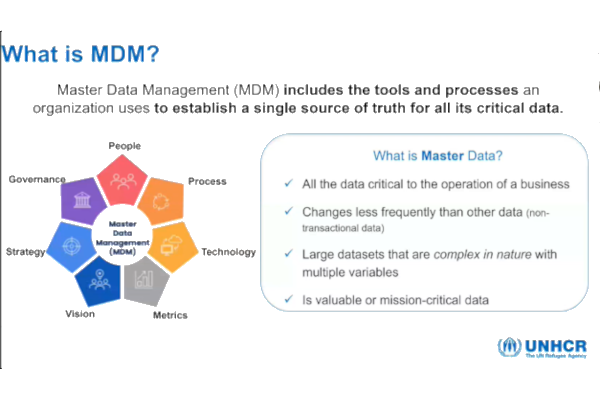 What is MDM?
Master Data Management (MDM) includes the tools and processes an
organization uses to establish a single source of truth for all its critical data.
People
Governance
Process
Master
Data
Management
(MDM)
Strategy
Technology
Vision
Metrics
What is Master Data?
✓ All the data critical to the operation of a business
✓ Changes less frequently than other data (non-
transactional data)
✓ Large datasets that are complex in nature with
multiple variables
✓ Is valuable or mission-critical data
UNHCR
The UN Refugee Agency